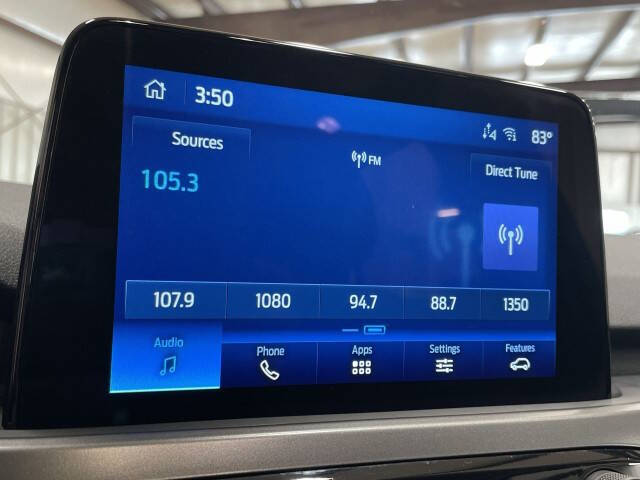 3:50
83°
Sources
FM
Direct Tune
105.3
107.9 1080 94.7 88.7 1350
Audio Phone Apps Settings Features